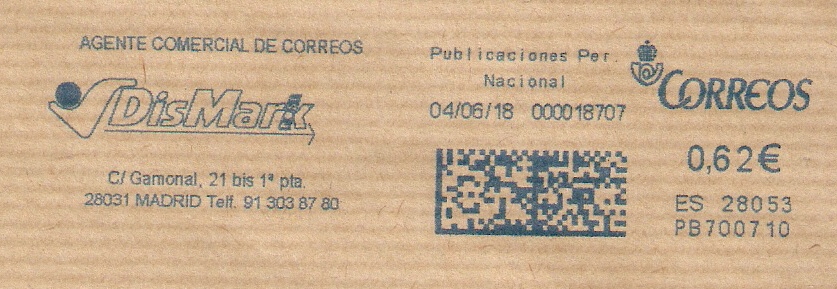 AGENTE COMERCIAL DE CORREOS
DisMark
C/ Gamonal, 21 bis 1ª pta.
28031 MADRID Telf. 91 303 87 80
Publicaciones Per.
Nacional
04/06/18 000018707
CORREOS
0,62€
ES 28053
PB700710